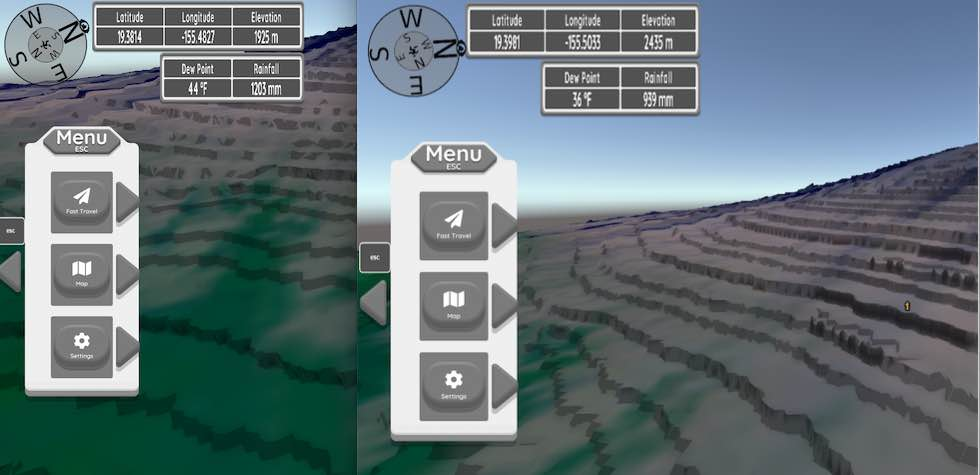 W N E S
Latitude Longitude Elevation
19.3814 -155.4827 1925 m
Dew Point Rainfall
44 °F 1203 mm
Menu
ESC
Fast Travel
esc
Map
Settings
W N E S
Latitude Longitude Elevation
19.3981 -155.5033 2435 m
Dew Point Rainfall
36 °F 939 mm
Menu
ESC
Fast Travel
esc
Map
Settings
1